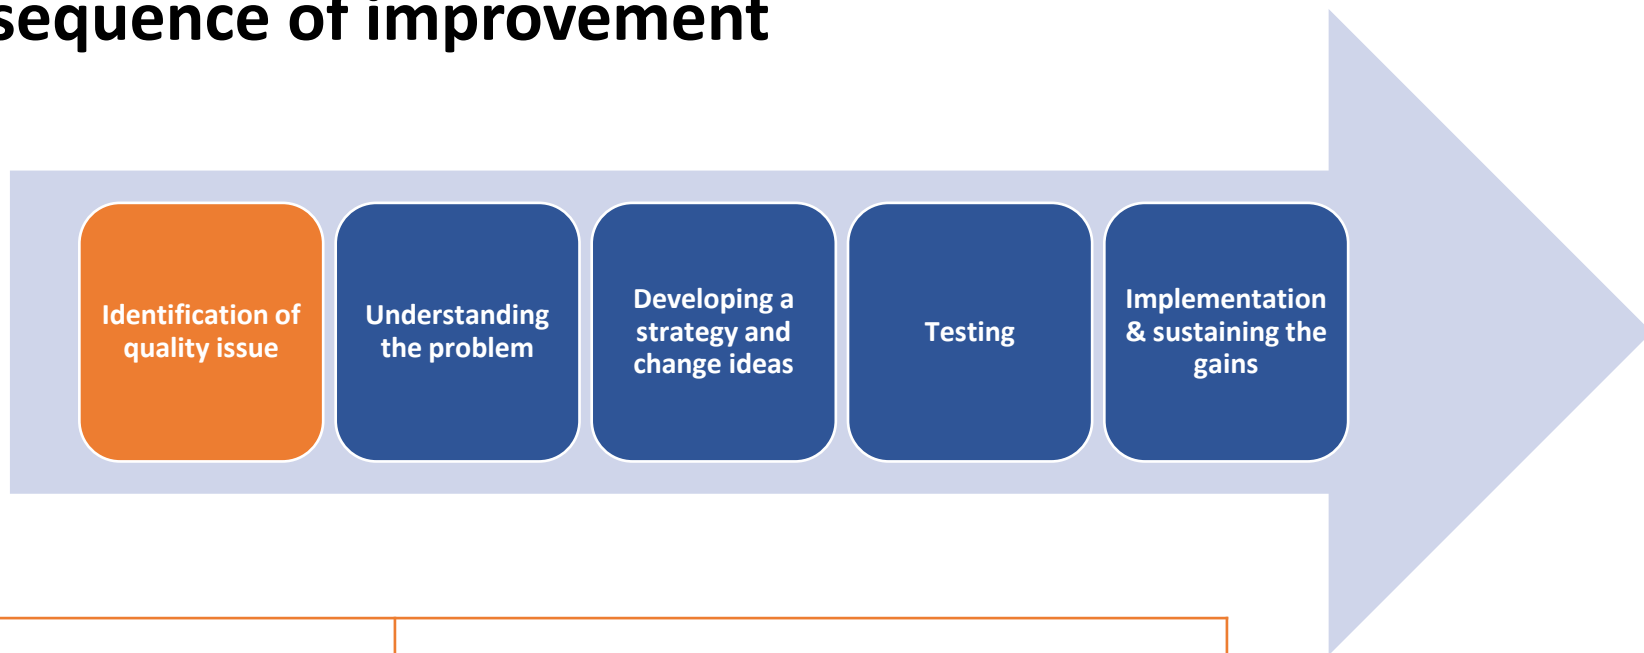 sequence of improvement
Identification of
quality issue
Understanding
the problem
Developing a
strategy and
change ideas
Testing
Implementation
& sustaining the
gains